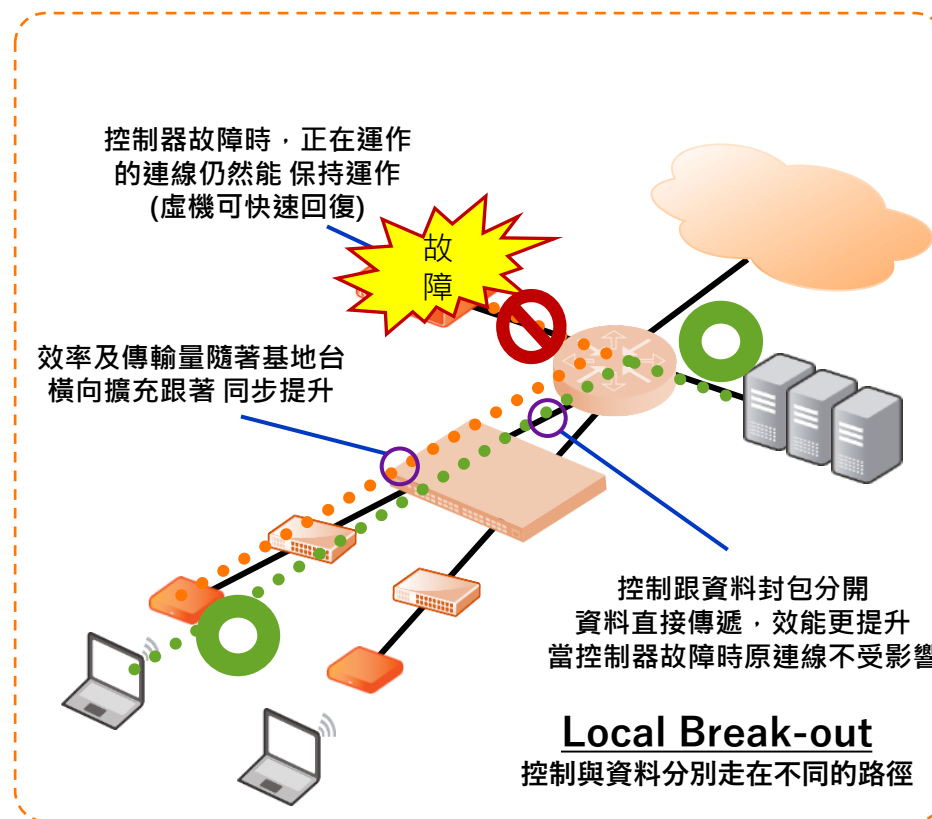 控制器故障時，正在運作
的連線仍然能 保持運作
(虛機可快速回復)
故
障
效率及傳輸量隨著基地台
橫向擴充跟著 同步提升
控制跟資料封包分開
資料直接傳遞，效能更提升
當控制器故障時原連線不受影響
Local Break-out
控制與資料分別走在不同的路徑